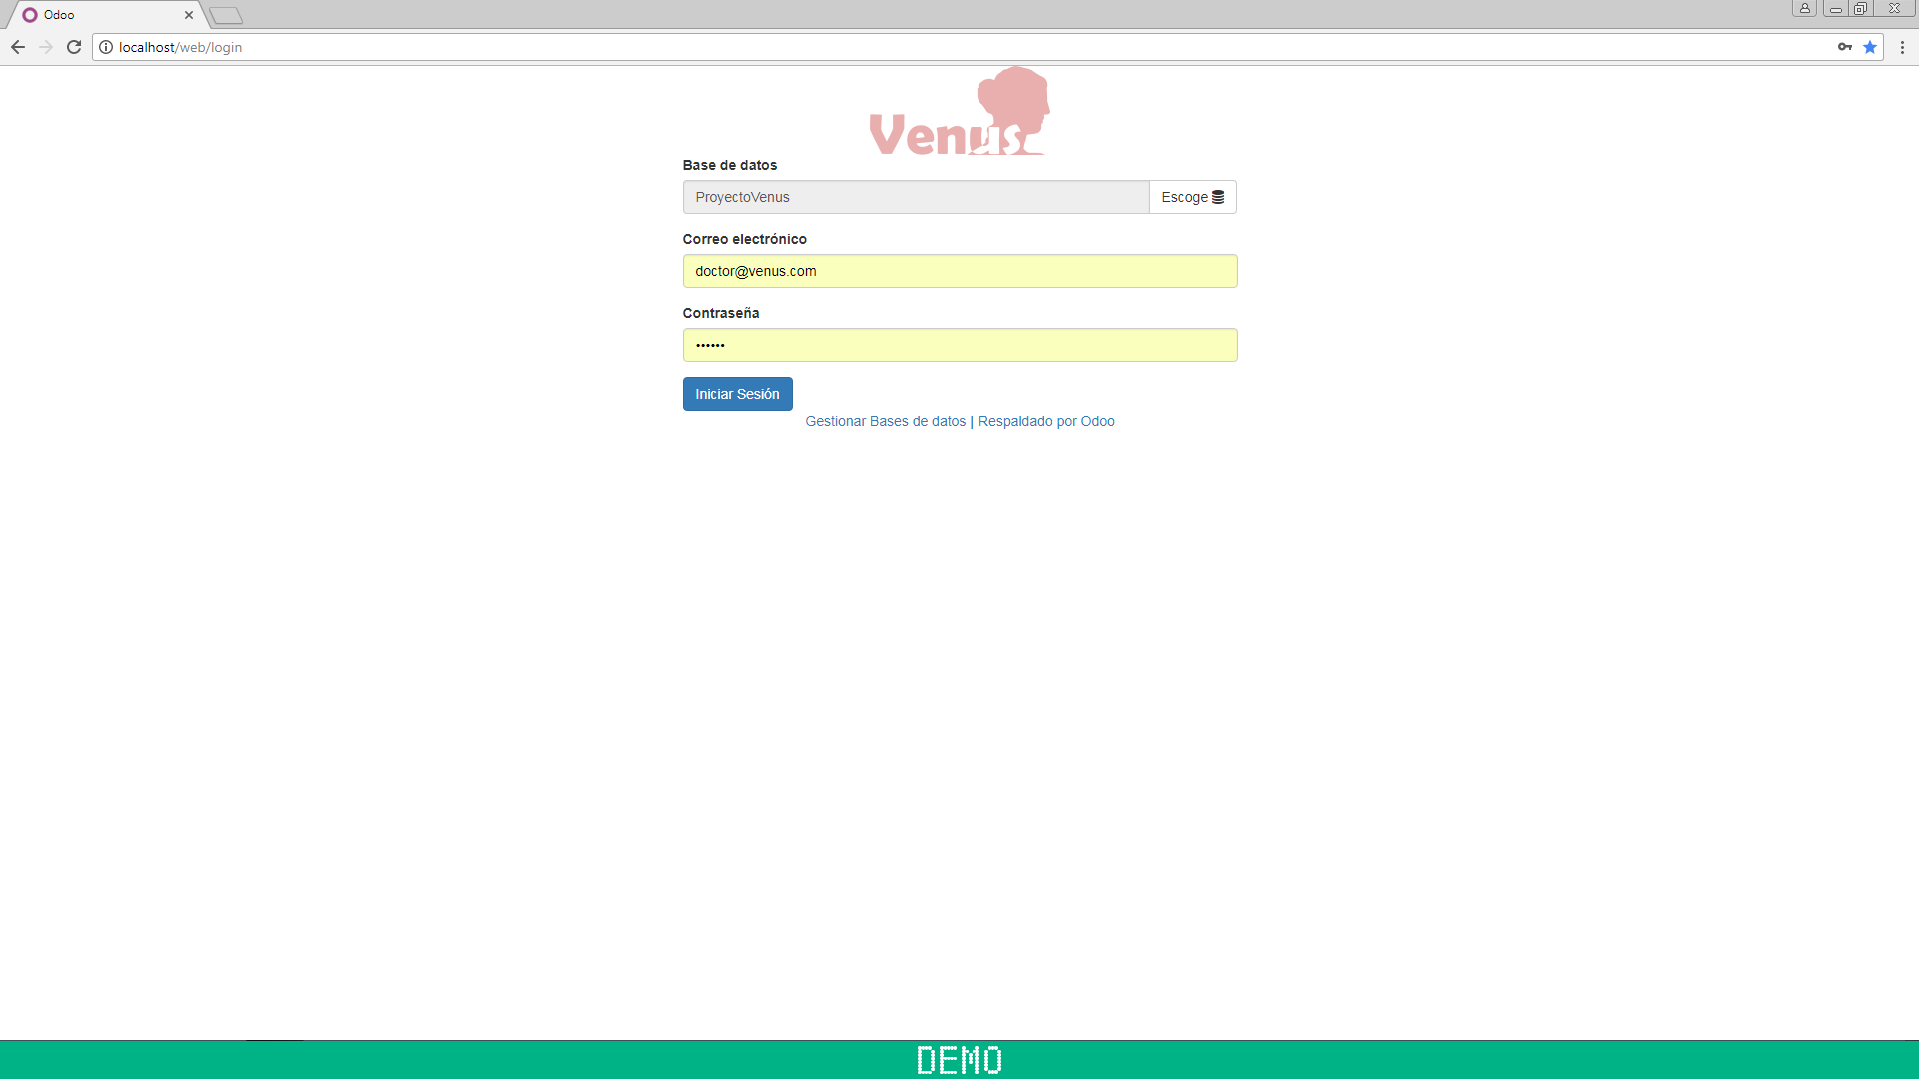 Odoo
localhost/web/login
Venus
Base de datos
ProyectoVenus
Escoge
Correo electrónico
doctor@venus.com
Contraseña
••••••
Iniciar Sesión
Gestionar Bases de datos | Respaldado por Odoo
DEMO